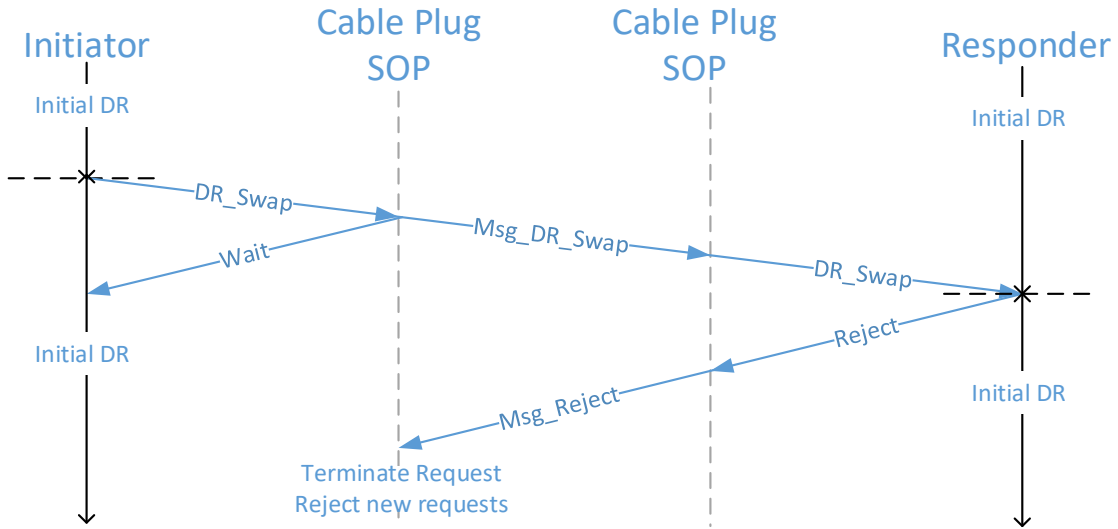 Initiator
Cable Plug
SOP
Cable Plug
SOP
Responder
Initial DR
Initial DR
DR_Swap
Msg_DR_Swap
DR_Swap
Wait
Reject
Initial DR
Initial DR
Msg_Reject
Terminate Request
Reject new requests